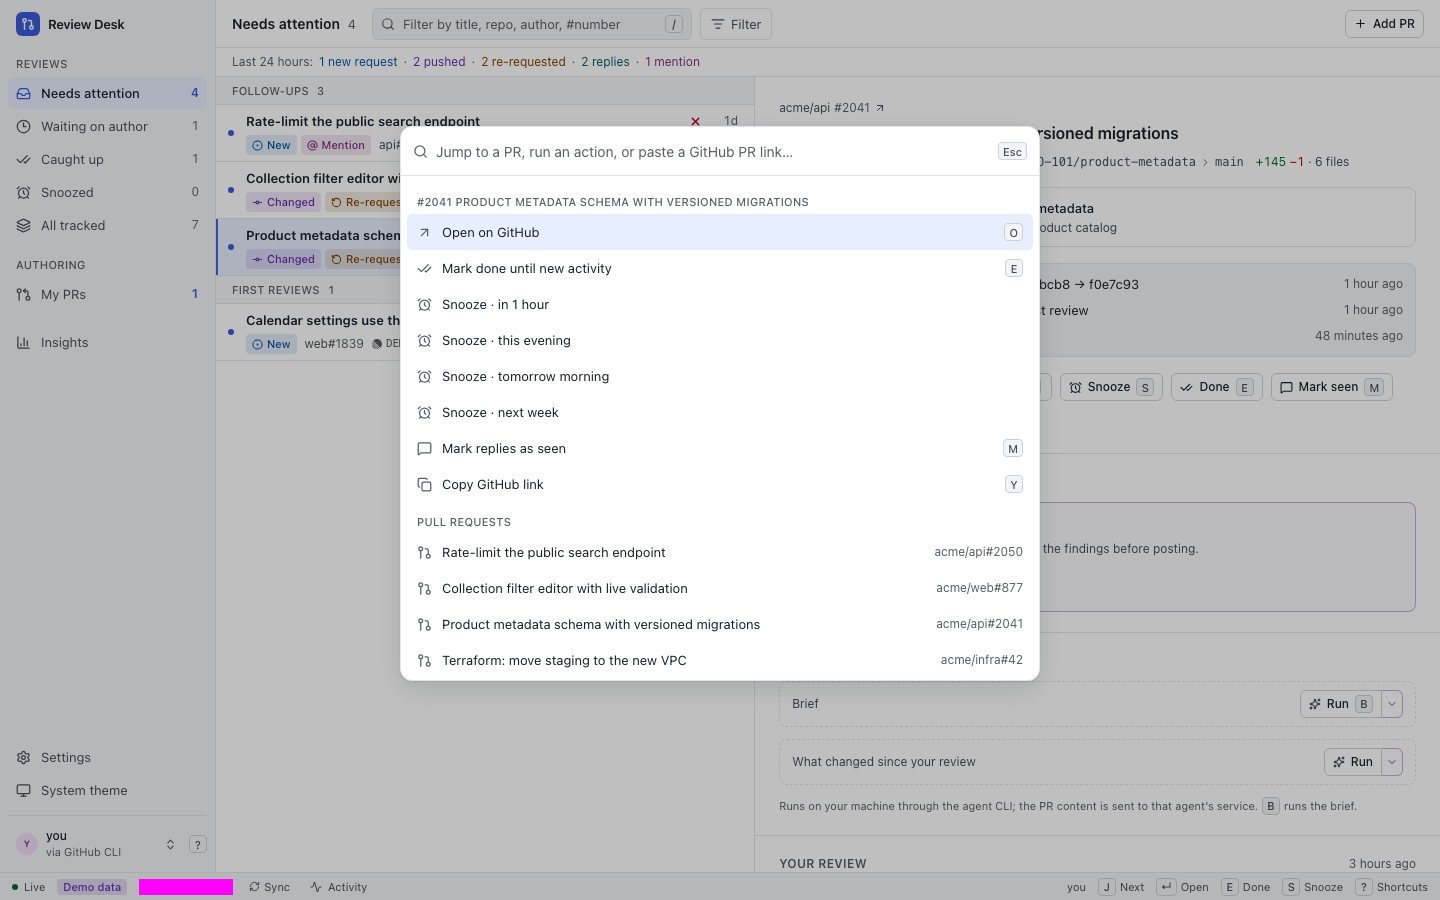 Review Desk
REVIEWS
Needs attention 4
Waiting on author 1
Caught up 1
Snoozed 0
All tracked 7
AUTHORING
My PRs 1
Insights
Settings
System theme
Y
you
via GitHub CLI
?
Needs attention 4
Filter by title, repo, author, #number /
Filter
Add PR
Last 24 hours: 1 new request · 2 pushed · 2 re-requested · 2 replies · 1 mention
FOLLOW-UPS 3
Rate-limit the public search endpoint 1d
New @ Mention
Collection filter editor
Changed
Product metadata
Changed
FIRST REVIEWS 1
Calendar settings use
New web#1839
Jump to a PR, run an action, or paste a GitHub PR link... Esc
#2041 PRODUCT METADATA SCHEMA WITH VERSIONED MIGRATIONS
Open on GitHub O
Mark done until new activity E
Snooze · in 1 hour
Snooze · this evening
Snooze · tomorrow morning
Snooze · next week
Mark replies as seen M
Copy GitHub link Y
PULL REQUESTS
Rate-limit the public search endpoint acme/api#2050
Collection filter editor with live validation acme/web#877
Product metadata schema with versioned migrations acme/api#2041
Terraform: move staging to the new VPC acme/infra#42
acme/api #2041
migrations
-101/product-metadata › main +145 −1 · 6 files
metadata
catalog
bcb8 → f0e7c93 1 hour ago
review 1 hour ago
48 minutes ago
Snooze S
Done E
Mark seen M
the findings before posting.
Brief Run B
What changed since your review Run
Runs on your machine through the agent CLI; the PR content is sent to that agent's service. B runs the brief.
YOUR REVIEW 3 hours ago
Live Demo data Sync Activity
you J Next Open E Done S Snooze ? Shortcuts